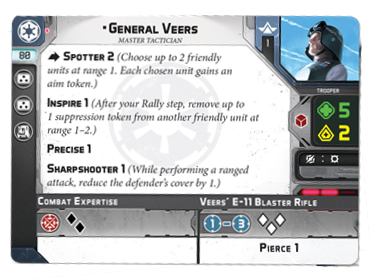 • General Veers
Master Tactician
1
80
Spotter 2 (Choose up to 2 friendly
units at range 1. Each chosen unit gains an
aim token.)
Inspire 1 (After your Rally step, remove up to
1 suppression token from another friendly unit at
range 1–2.)
Precise 1
Sharpshooter 1 (While performing a ranged
attack, reduce the defender's cover by 1.)
Trooper
5
2
:
Combat Expertise
Veers' E-11 Blaster Rifle
1 – 3
Pierce 1